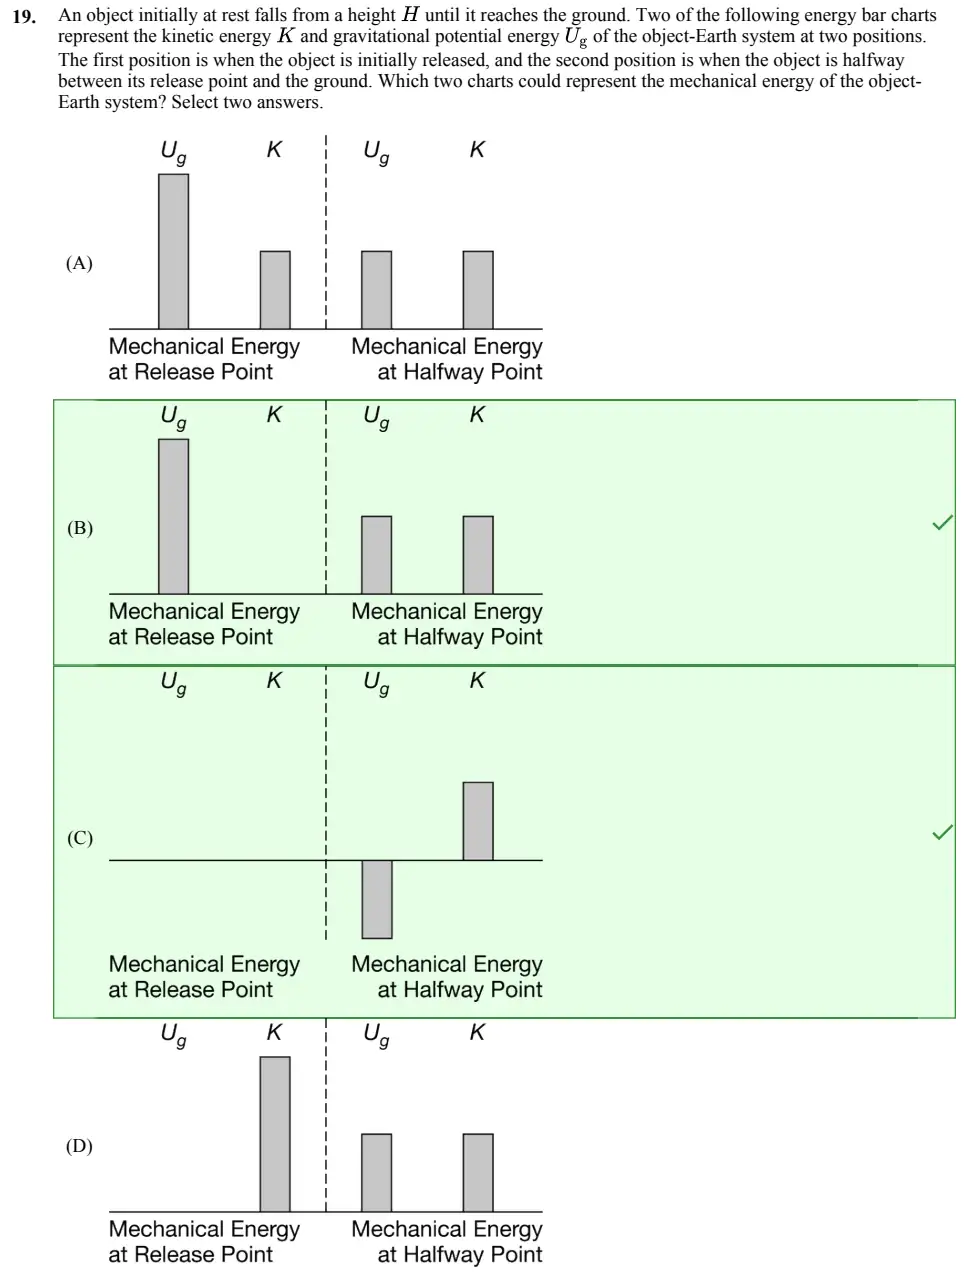 19. An object initially at rest falls from a height H until it reaches the ground. Two of the following energy bar charts
represent the kinetic energy K and gravitational potential energy Ug of the object-Earth system at two positions.
The first position is when the object is initially released, and the second position is when the object is halfway
between its release point and the ground. Which two charts could represent the mechanical energy of the object-
Earth system? Select two answers.
Ug K Ug K
(A)
Mechanical Energy Mechanical Energy
at Release Point at Halfway Point
Ug K Ug K
(B)
Mechanical Energy Mechanical Energy
at Release Point at Halfway Point
Ug K Ug K
(C)
Mechanical Energy Mechanical Energy
at Release Point at Halfway Point
Ug K Ug K
(D)
Mechanical Energy Mechanical Energy
at Release Point at Halfway Point